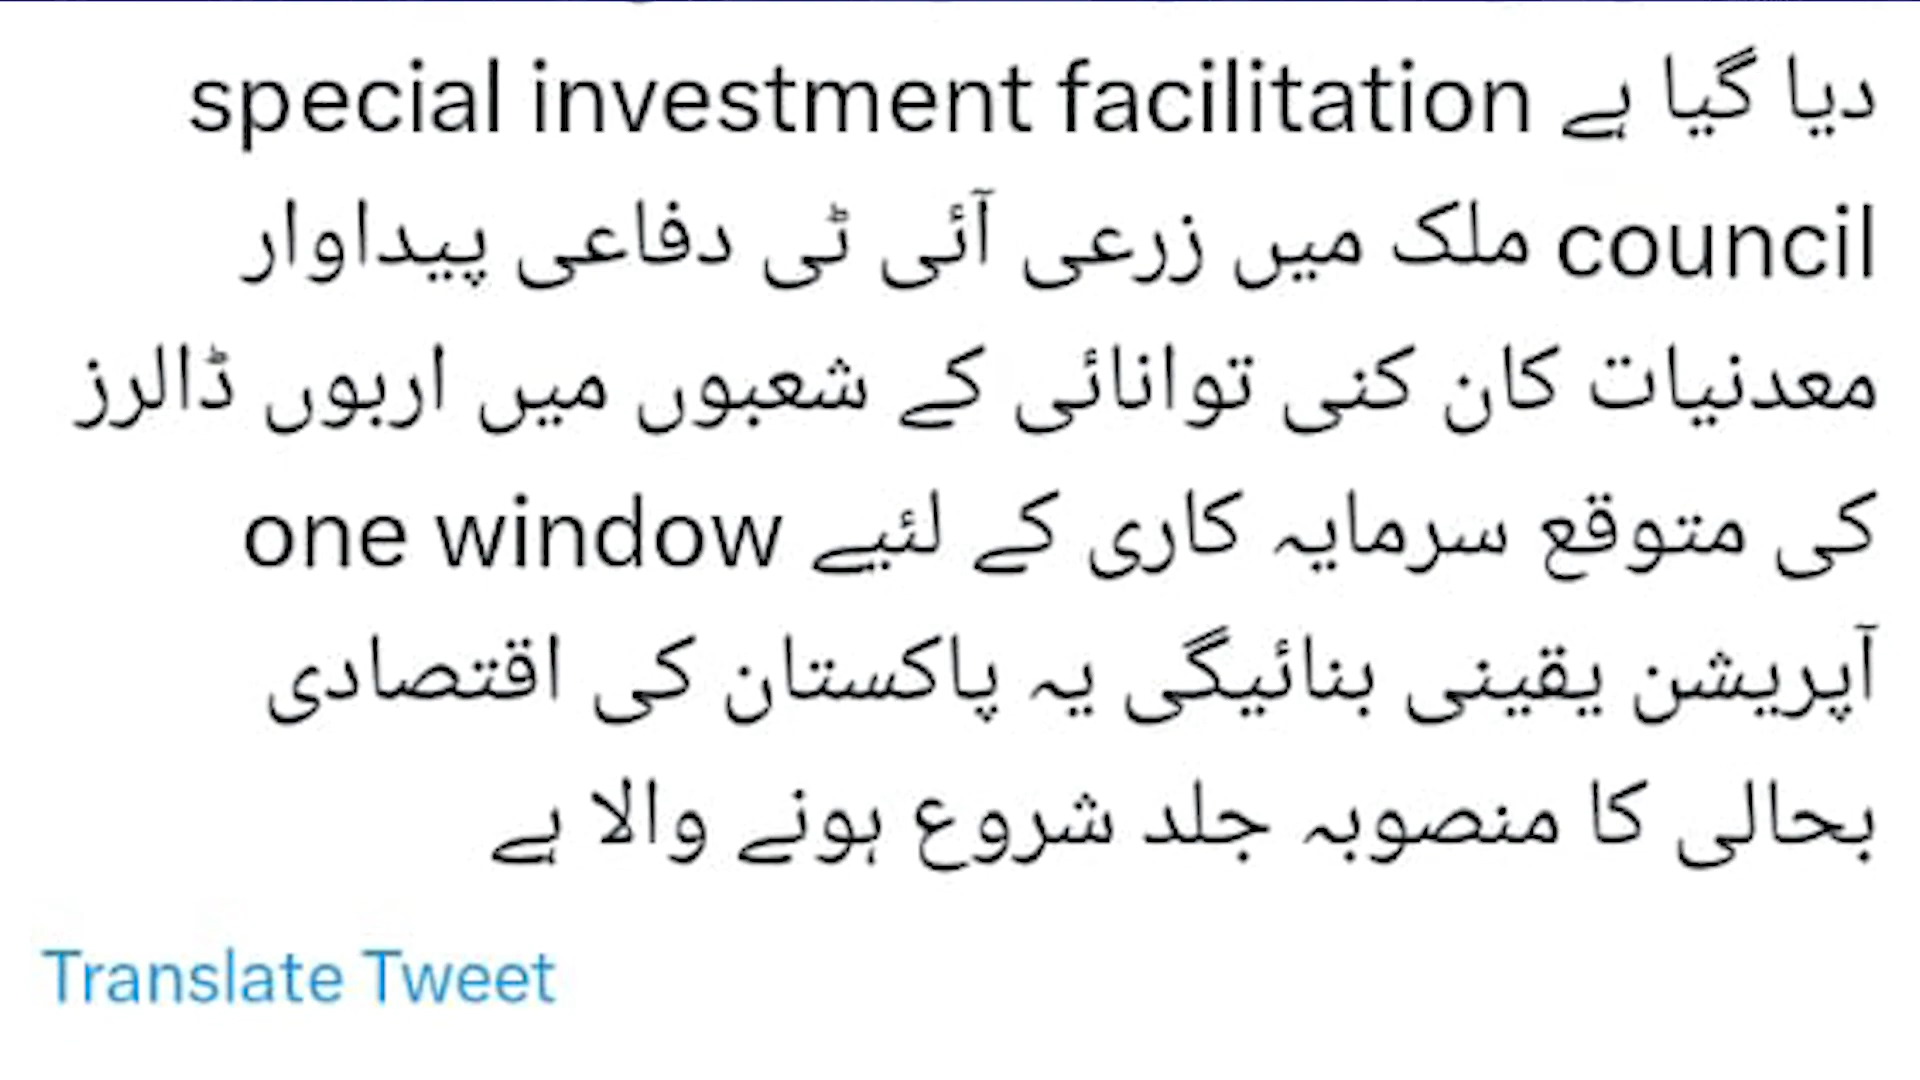 دیا گیا ہے special investment facilitation
council ملک میں زرعی آئی ٹی دفاعی پیداوار
معدنیات کان کنی توانائی کے شعبوں میں اربوں ڈالرز
کی متوقع سرمایہ کاری کے لئیے one window
آپریشن یقینی بنائیگی یہ پاکستان کی اقتصادی
بحالی کا منصوبہ جلد شروع ہونے والا ہے
Translate Tweet